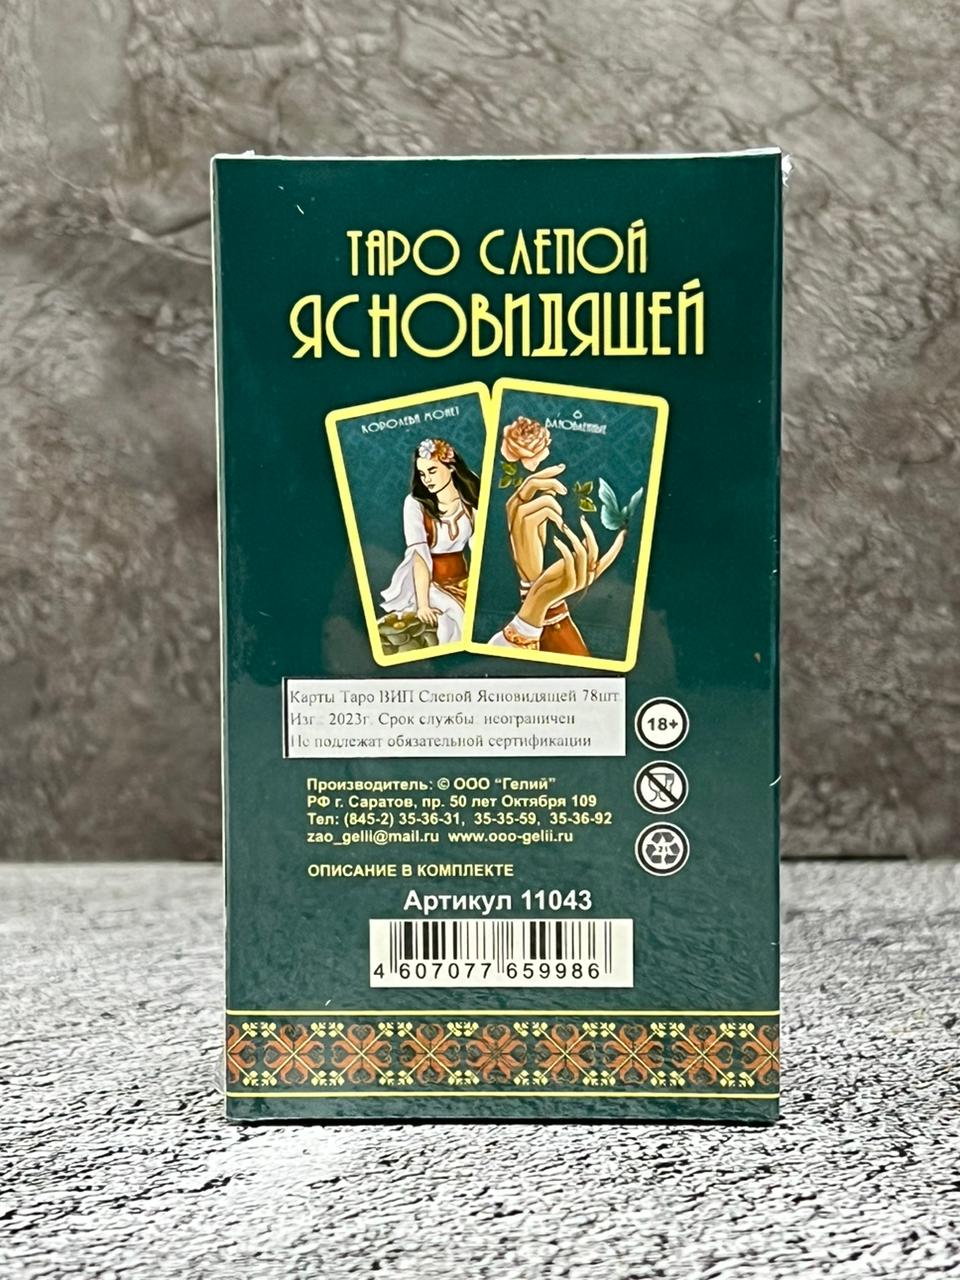 ТАРО СЛЕПОЙ
ЯСНОВИДЯЩЕЙ
КОРОЛЕВА МОНЕТ
6
ВЛЮБЛЕННЫЕ
Карты Таро ВИП Слепой Ясновидящей 78шт.
Изг.: 2023г. Срок службы: неограничен
Не подлежат обязательной сертификации
18+
Производитель: © ООО “Гелий”
РФ г. Саратов, пр. 50 лет Октября 109
Тел: (845-2) 35-36-31, 35-35-59, 35-36-92
zao_gelii@mail.ru www.ooo-gelii.ru
21
ОПИСАНИЕ В КОМПЛЕКТЕ
Артикул 11043
4 607077 659986